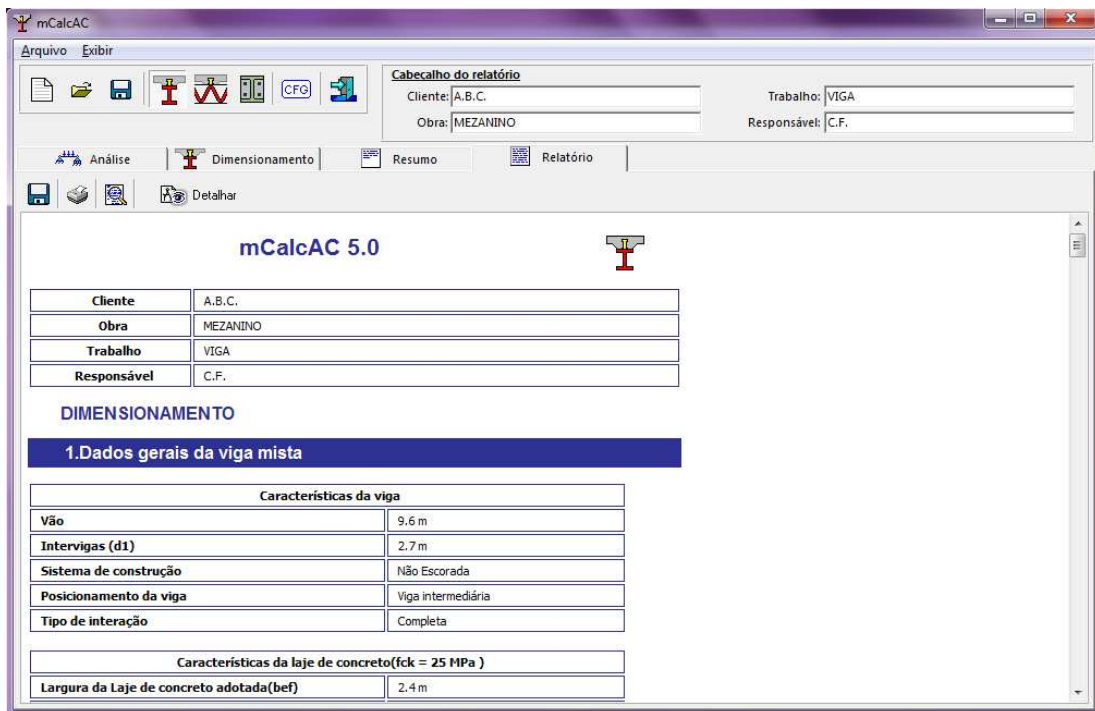 mCalcAC
Arquivo Exibir
CFG
Cabecalho do relatório
Cliente: A.B.C. Trabalho: VIGA
Obra: MEZANINO Responsável: C.F.
Análise Dimensionamento Resumo Relatório
Detalhar
mCalcAC 5.0
Cliente A.B.C.
Obra MEZANINO
Trabalho VIGA
Responsável C.F.
DIMENSIONAMENTO
1.Dados gerais da viga mista
Características da viga
Vão 9.6 m
Intervigas (d1) 2.7 m
Sistema de construção Não Escorada
Posicionamento da viga Viga intermediária
Tipo de interação Completa
Características da laje de concreto(fck = 25 MPa )
Largura da Laje de concreto adotada(bef) 2.4 m